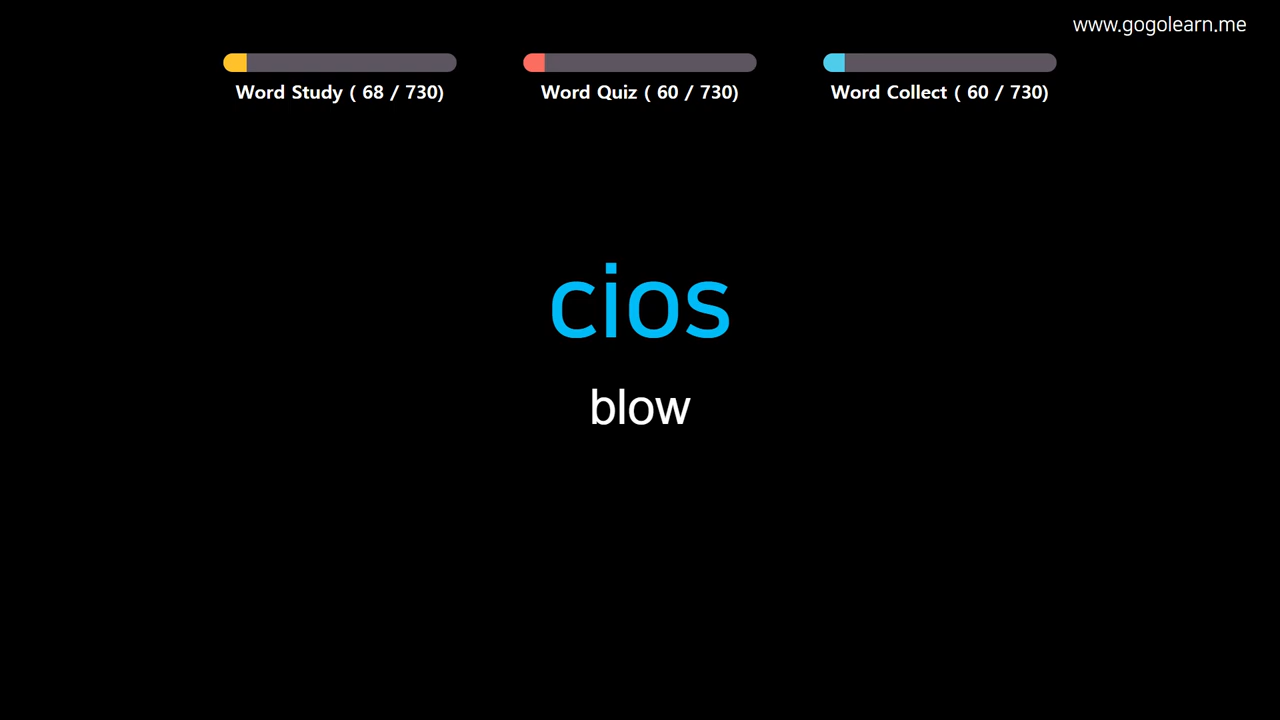 www.gogolearn.me
Word Study ( 68 / 730)
Word Quiz ( 60 / 730)
Word Collect ( 60 / 730)
cios
blow